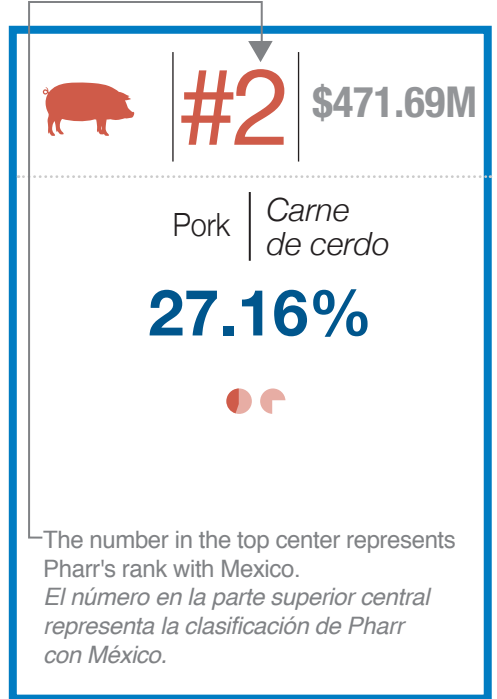 #2
$471.69M
Pork
Carne
de cerdo
27.16%
The number in the top center represents
Pharr's rank with Mexico.
El número en la parte superior central
representa la clasificación de Pharr
con México.